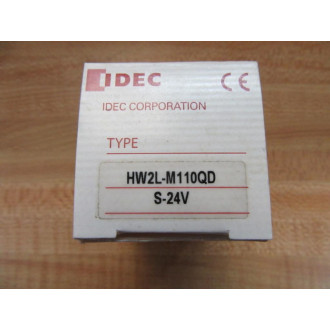 IDEC CE
IDEC CORPORATION
TYPE
HW2L-M110QD
S-24V